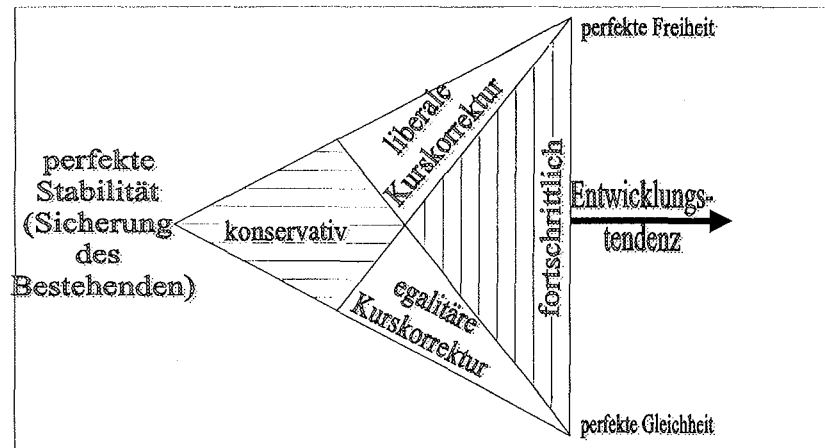 perfekte Freiheit
liberale
Kurskorrektur
perfekte
Stabilität
(Sicherung
des
Bestehenden)
konservativ
fortschrittlich
Entwicklungs-
tendenz
egalitäre
Kurskorrektur
perfekte Gleichheit